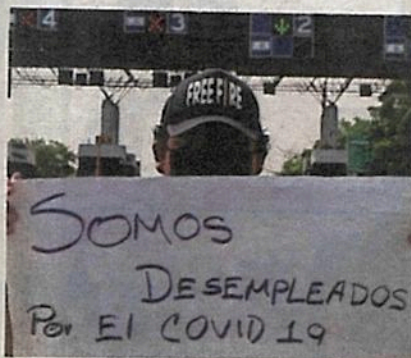 X 4
X 3
↓ 2
FREE FIRE
SOMOS
DESEMPLEADOS
Por El COVID 19